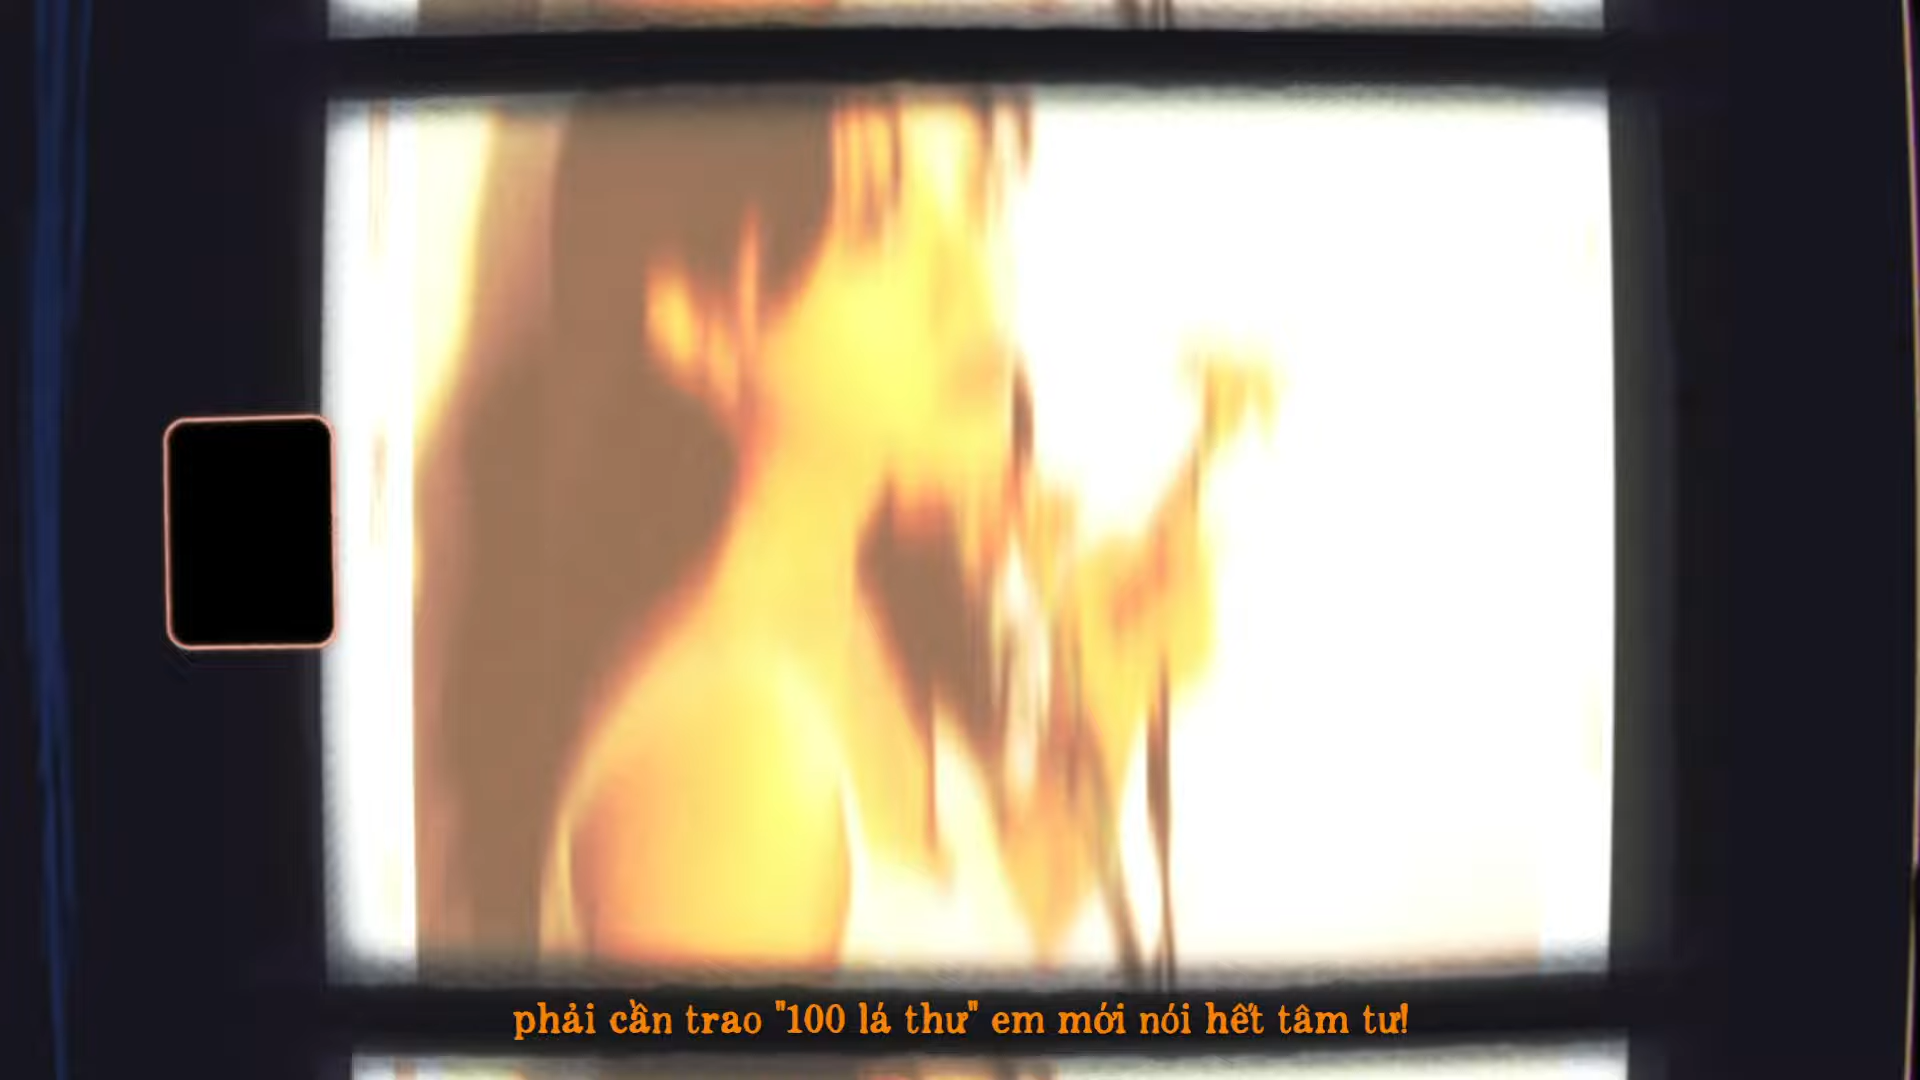 phải cần trao "100 lá thư" em mới nói hết tâm tư!